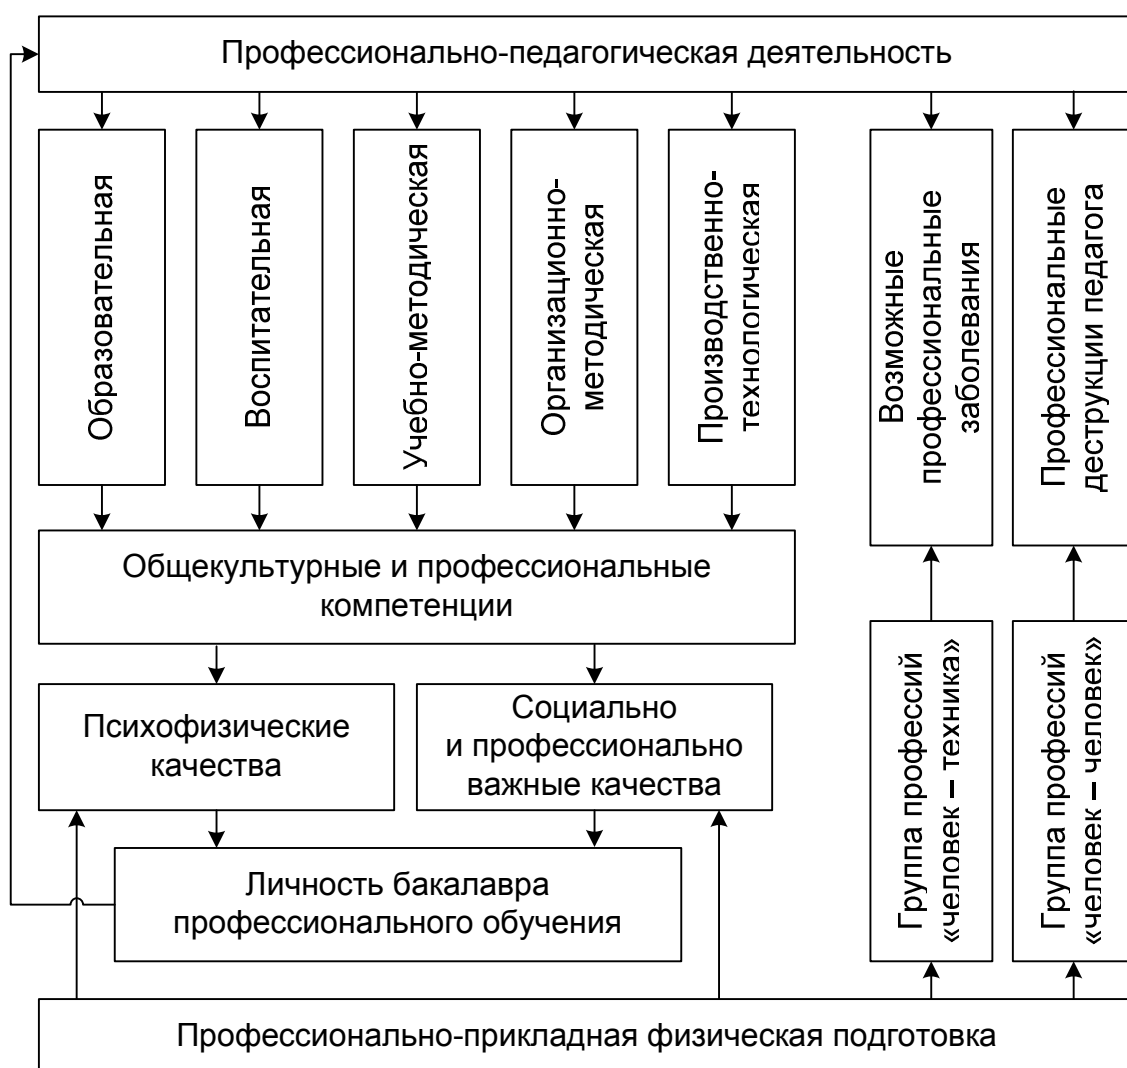 Профессионально-педагогическая деятельность
Образовательная
Воспитательная
Учебно-методическая
Организационно-
методическая
Производственно-
технологическая
Возможные
профессиональные
заболевания
Профессиональные
деструкции педагога
Общекультурные и профессиональные
компетенции
Психофизические
качества
Социально
и профессионально
важные качества
Группа профессий
«человек – техника»
Группа профессий
«человек – человек»
Личность бакалавра
профессионального обучения
Профессионально-прикладная физическая подготовка